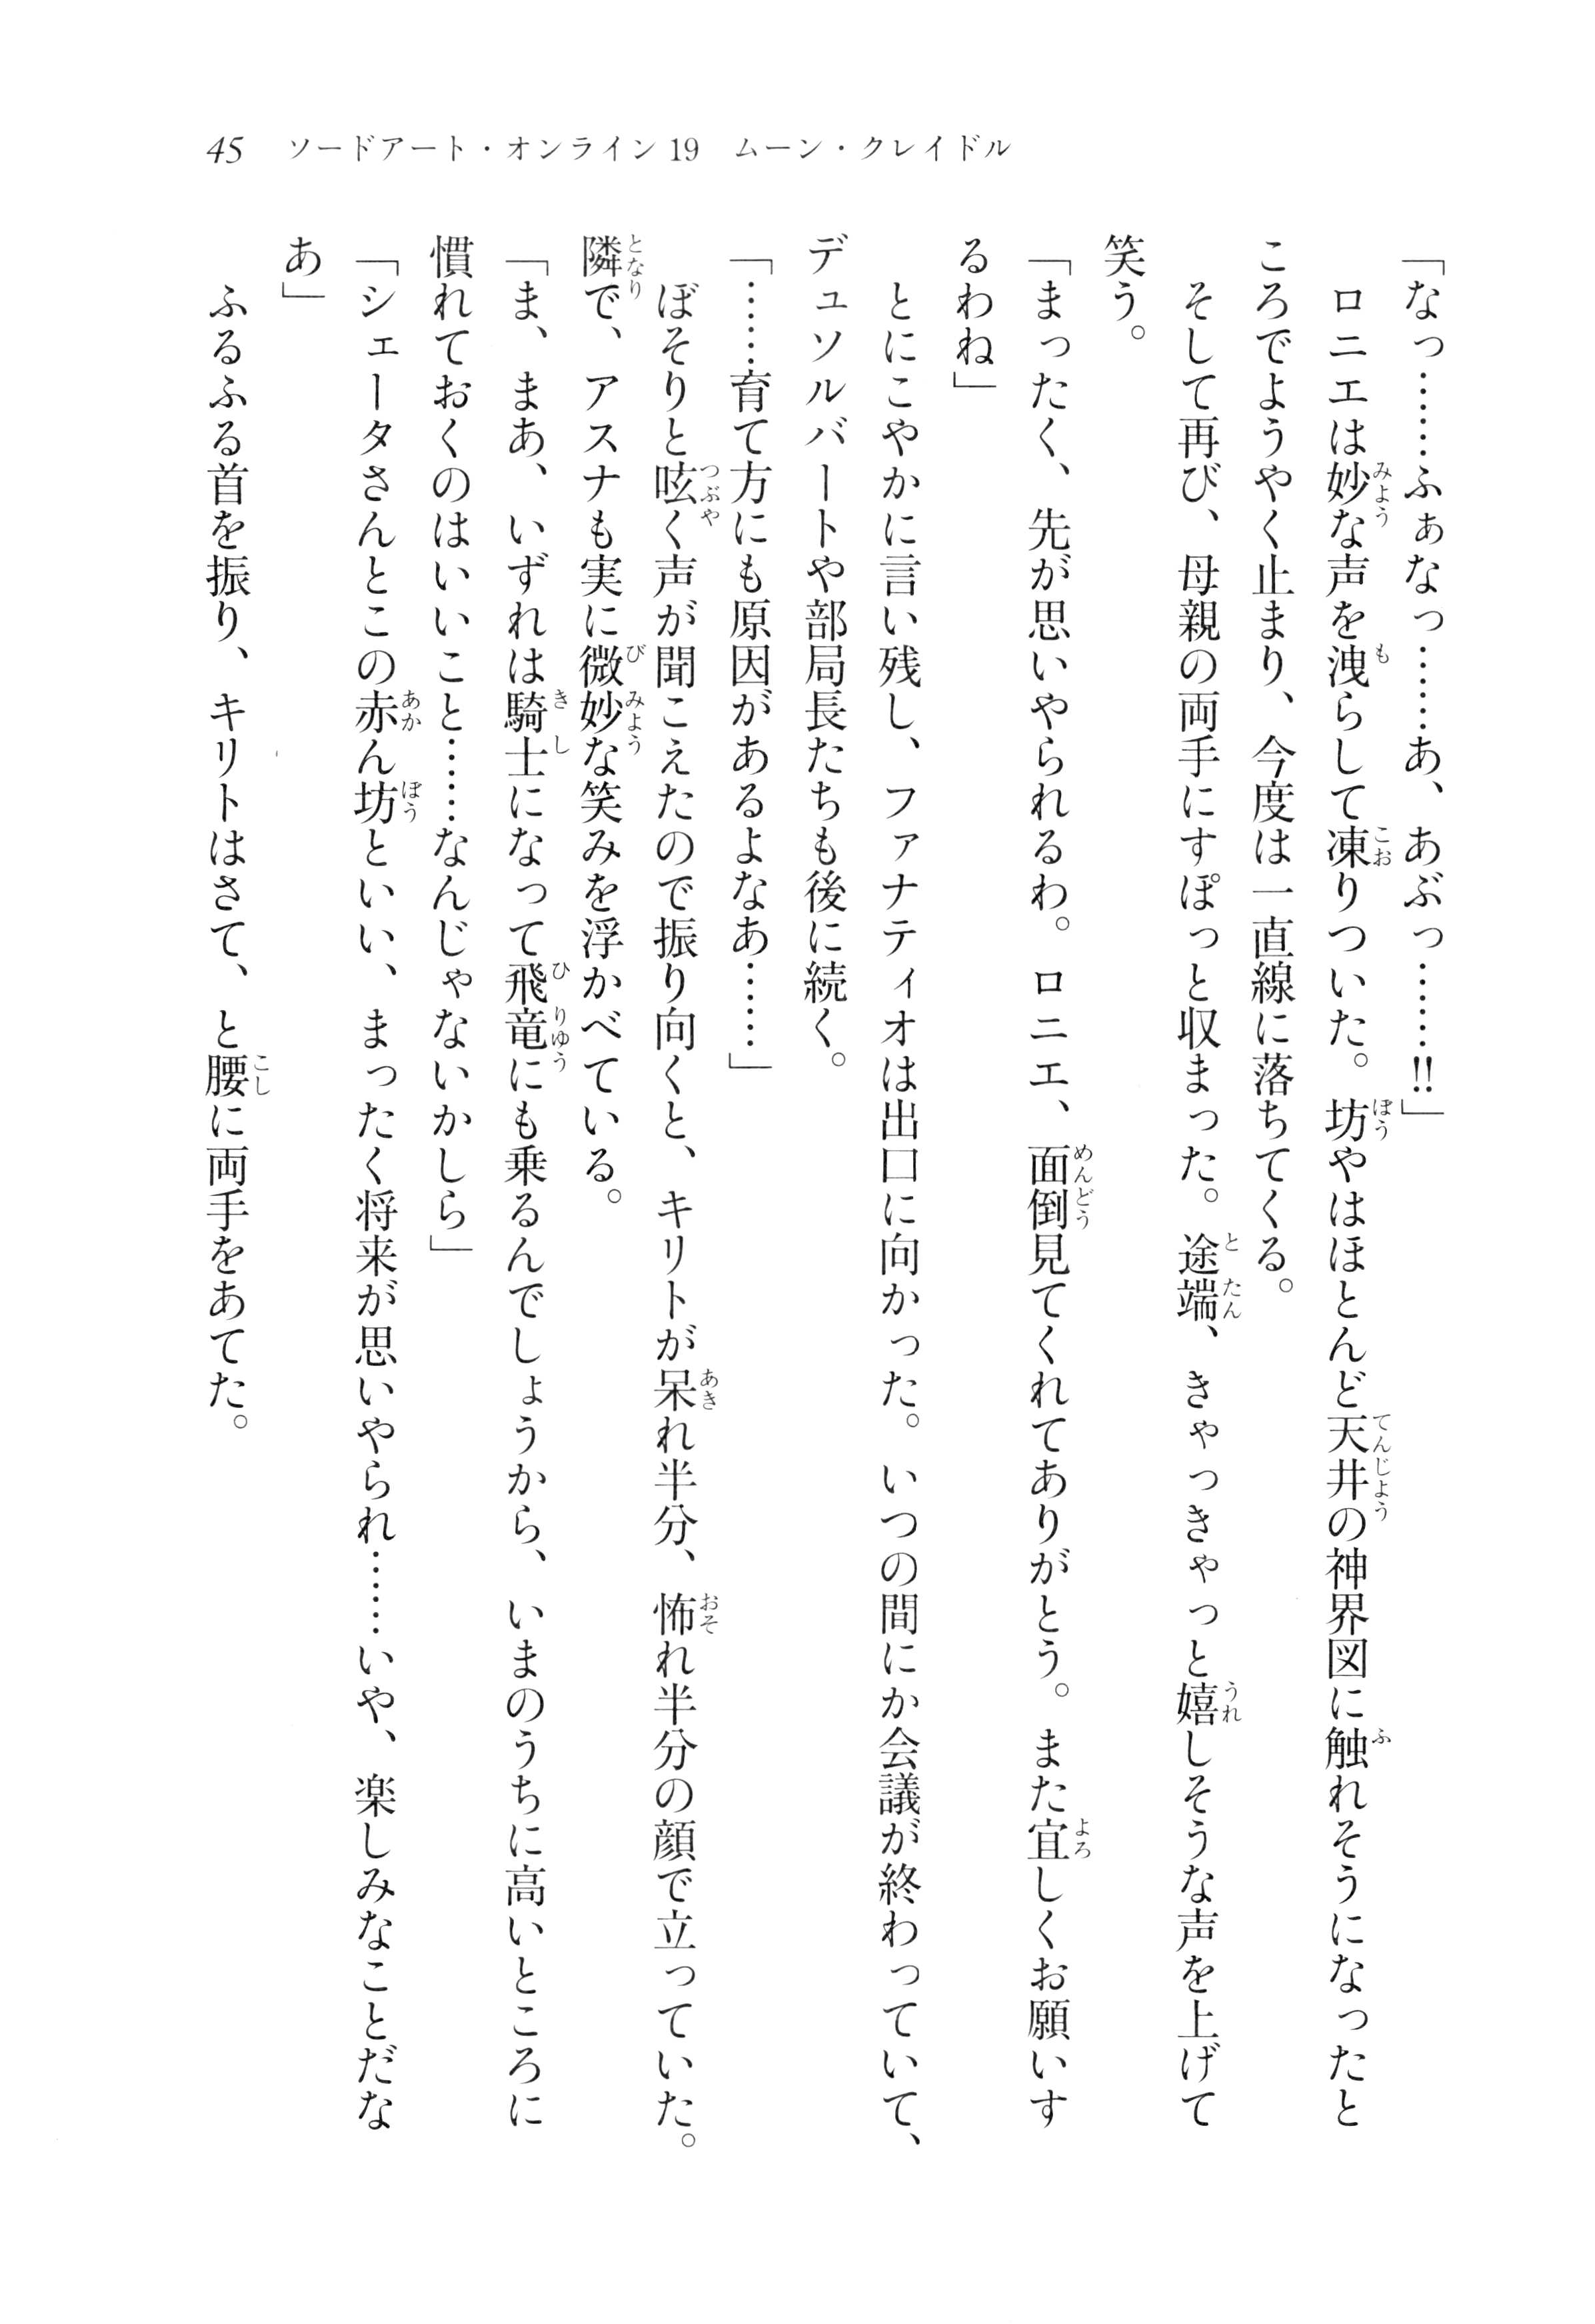 45　ソードアート・オンライン19　ムーン・クレイドル
「なっ……ふぁなっ……あ、あぶっ……!!」
　ロニエは妙な声を洩らして凍りついた。坊やはほとんど天井の神界図に触れそうになったと
ころでようやく止まり、今度は一直線に落ちてくる。
　そして再び、母親の両手にすぽっと収まった。途端、きゃっきゃっと嬉しそうな声を上げて
笑う。
「まったく、先が思いやられるわ。ロニエ、面倒見てくれてありがとう。また宜しくお願いす
るわね」
　とにこやかに言い残し、ファナティオは出口に向かった。いつの間にか会議が終わっていて、
デュソルバートや部局長たちも後に続く。
「……育て方にも原因があるよなあ……」
　ぼそりと呟く声が聞こえたので振り向くと、キリトが呆れ半分、怖れ半分の顔で立っていた。
隣で、アスナも実に微妙な笑みを浮かべている。
「ま、まあ、いずれは騎士になって飛竜にも乗るんでしょうから、いまのうちに高いところに
慣れておくのはいいこと……なんじゃないかしら」
「シェータさんとこの赤ん坊といい、まったく将来が思いやられ……いや、楽しみなことだな
あ」
　ふるふる首を振り、キリトはさて、と腰に両手をあてた。